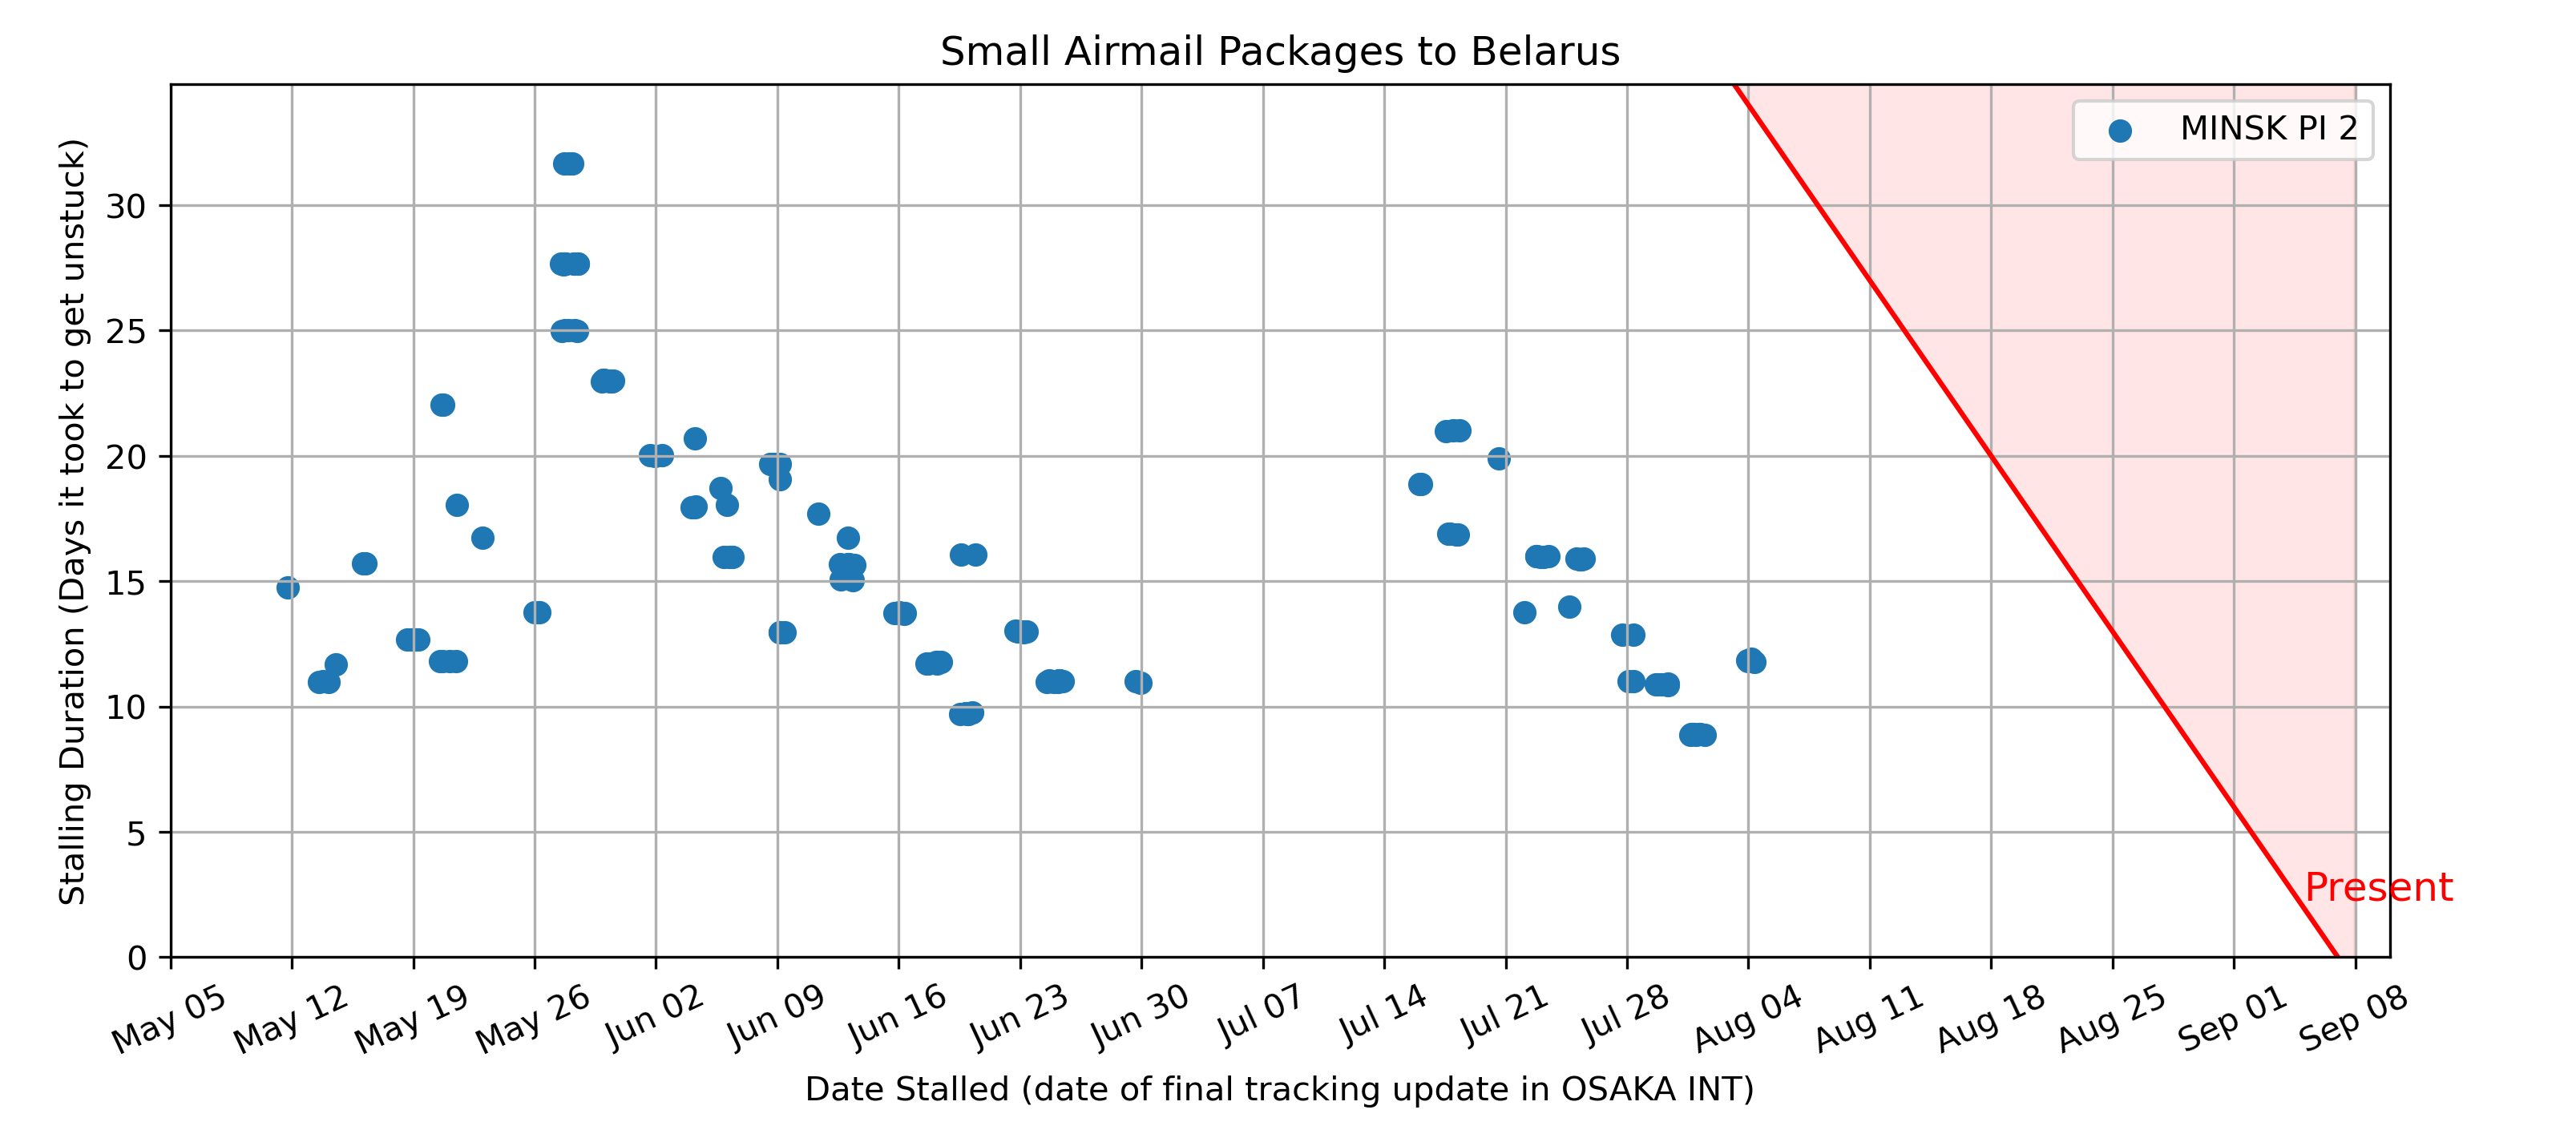 Small Airmail Packages to Belarus
MINSK PI 2
Stalling Duration (Days it took to get unstuck)
30
25
20
15
10
5
0
Present
May 05
May 12
May 19
May 26
Jun 02
Jun 09
Jun 16
Jun 23
Jun 30
Jul 07
Jul 14
Jul 21
Jul 28
Aug 04
Aug 11
Aug 18
Aug 25
Sep 01
Sep 08
Date Stalled (date of final tracking update in OSAKA INT)